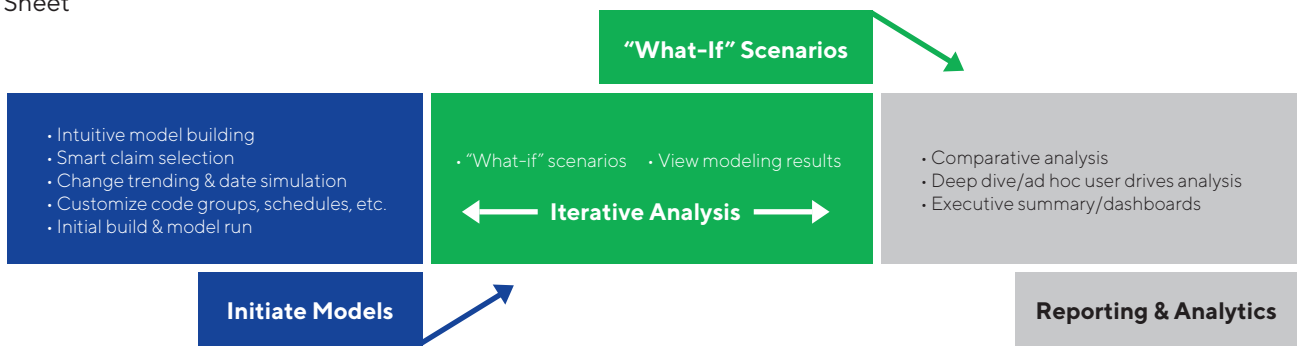 Sheet
“What-If” Scenarios
• Intuitive model building
• Smart claim selection
• Change trending & date simulation
• Customize code groups, schedules, etc.
• Initial build & model run
• “What-if” scenarios • View modeling results
Iterative Analysis
• Comparative analysis
• Deep dive/ad hoc user drives analysis
• Executive summary/dashboards
Initiate Models
Reporting & Analytics